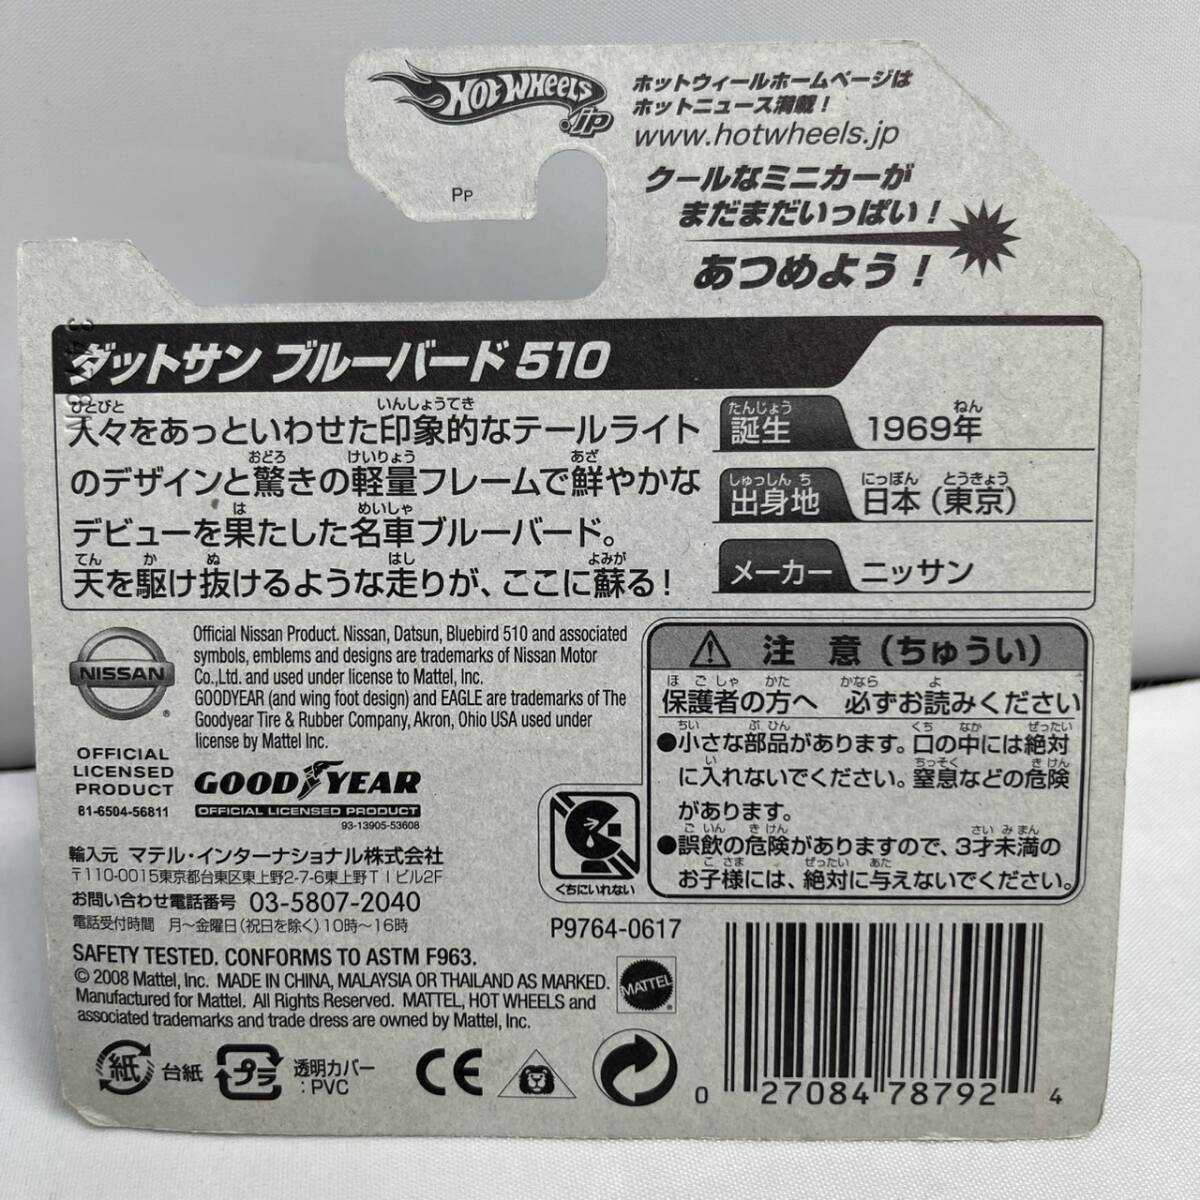 HOT WHEELS.jp
ホットウィールホームページは
ホットニュース満載!
www.hotwheels.jp
クールなミニカーが
まだまだいっぱい!
あつめよう!
PP
ダットサン ブルーバード510
人々をあっといわせた印象的なテールライト
のデザインと驚きの軽量フレームで鮮やかな
デビューを果たした名車ブルーバード。
天を駆け抜けるような走りが、ここに蘇る!
誕生 1969年
出身地 日本(東京)
メーカー ニッサン
NISSAN
OFFICIAL
LICENSED
PRODUCT
81-6504-56811
Official Nissan Product. Nissan, Datsun, Bluebird 510 and associated
symbols, emblems and designs are trademarks of Nissan Motor
Co.,Ltd. and used under license to Mattel, Inc.
GOODYEAR (and wing foot design) and EAGLE are trademarks of The
Goodyear Tire & Rubber Company, Akron, Ohio USA used under
license by Mattel Inc.
GOODYEAR
OFFICIAL LICENSED PRODUCT
93-13905-53608
輸入元 マテル・インターナショナル株式会社
〒110-0015東京都台東区東上野2-7-6東上野TIビル2F
お問い合わせ電話番号 03-5807-2040
電話受付時間 月～金曜日(祝日を除く)10時～16時
注 意(ちゅうい)
保護者の方へ 必ずお読みください
●小さな部品があります。口の中には絶対
に入れないでください。窒息などの危険
があります。
●誤飲の危険がありますので、3才未満の
お子様には、絶対に与えないでください。
くちにいれない
P9764-0617
SAFETY TESTED. CONFORMS TO ASTM F963.
© 2008 Mattel, Inc. MADE IN CHINA, MALAYSIA OR THAILAND AS MARKED.
Manufactured for Mattel. All Rights Reserved. MATTEL, HOT WHEELS and
associated trademarks and trade dress are owned by Mattel, Inc.
MATTEL
紙 台紙
プラ 透明カバー
:PVC
CE
0 27084 78792 4